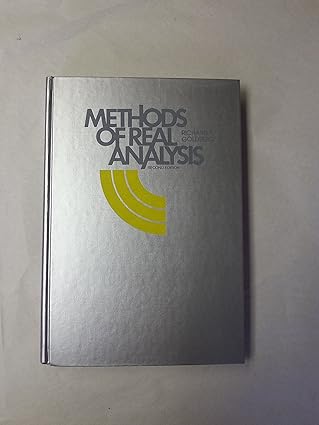 METHODS
OF REAL
ANALYSIS
RICHARD R.
GOLDBERG
SECOND EDITION